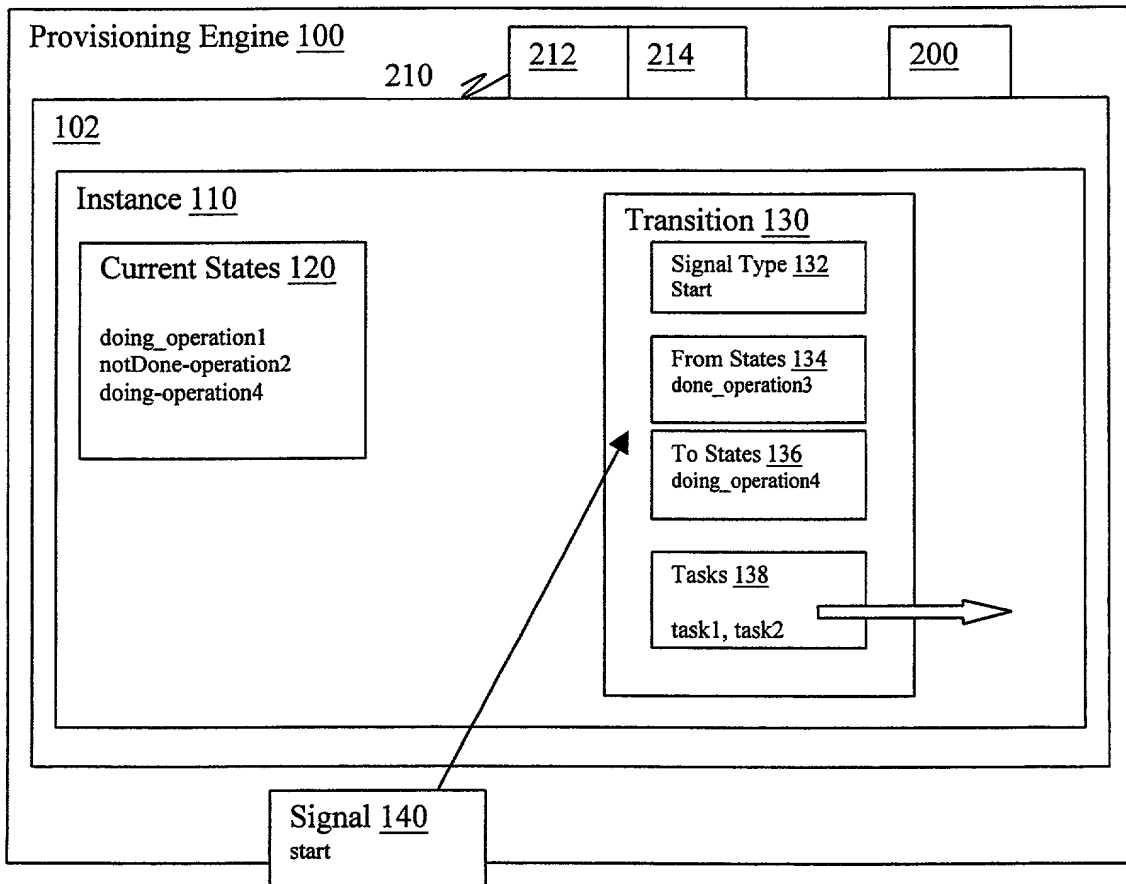 Provisioning Engine 100
210
212
214
200
102
Instance 110
Current States 120
doing_operation1
notDone-operation2
doing-operation4
Transition 130
Signal Type 132
Start
From States 134
done_operation3
To States 136
doing_operation4
Tasks 138
task1, task2
Signal 140
start